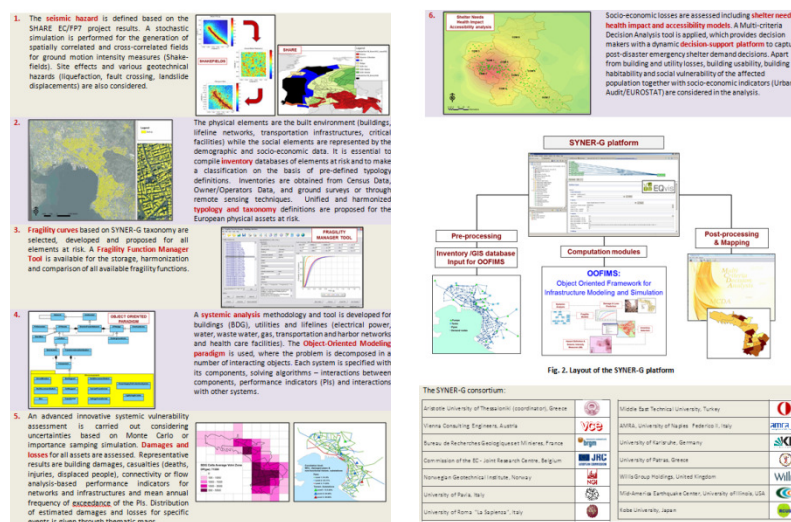 1. The seismic hazard is defined based on the
SHARE EC/FP7 project results. A stochastic
simulation is performed for the generation of
spatially correlated and cross-correlated fields
for ground motion intensity measures (Shake-
fields). Site effects and various geotechnical
hazards (liquefaction, fault crossing, landslide
displacements) are also considered.
SHAKEFIELDS
SHARE
2. The physical elements are the built environment (buildings,
lifeline networks, transportation infrastructures, critical
facilities) while the social elements are represented by the
demographic and socio-economic data. It is essential to
compile inventory databases of elements at risk and to make
a classification on the basis of pre-defined typology
definitions. Inventories are obtained from Census Data,
Owner/Operators Data, and ground surveys or through
remote sensing techniques. Unified and harmonized
typology and taxonomy definitions are proposed for the
European physical assets at risk.
3. Fragility curves based on SYNER-G taxonomy are
selected, developed and proposed for all
elements at risk. A Fragility Function Manager
Tool is available for the storage, harmonization
and comparison of all available fragility functions.
FRAGILITY
MANAGER TOOL
4.
OBJECT ORIENTED
PARADIGM
A systematic analysis methodology and tool is developed for
buildings (BDG), utilities and lifelines (electrical power,
water, waste water, gas, transportation and harbor networks
and health care facilities). The Object-Oriented Modeling
paradigm is used, where the problem is decomposed in a
number of interacting objects. Each system is specified with
its components, solving algorithms – interactions between
components, performance indicators (PIs) and interactions
with other systems.
5. An advanced innovative systemic vulnerability
assessment is carried out considering
uncertainties based on Monte Carlo or
importance sampling simulation. Damages and
losses for all assets are assessed. Representative
results are building damages, casualties (deaths,
injuries, displaced people), connectivity or flow
analysis-based performance indicators for
networks and infrastructures and mean annual
frequency of exceedance of the PIs. Distribution
of estimated damages and losses for specific
events is given through thematic maps.
6.
Shelter Needs
Health Impact
Accessibility analysis
Socio-economic losses are assessed including shelter need
health impact and accessibility models. A Multi-criteria
Decision Analysis tool is applied, which provides decision
makers with a dynamic decision-support platform to captu
post-disaster emergency shelter demand decisions. Apart
from building and utility losses, building usability, building
habitability and social vulnerability of the affected
population together with socio-economic indicators (Urba
Audit/EUROSTAT) are considered in the analysis.
SYNER-G platform
EQvis
Pre-processing
Inventory /GIS database
Input for OOFIMS
Computation modules
OOFIMS:
Object Oriented Framework for
Infrastructure Modeling and Simulation
Post-processing
& Mapping
Fig. 2. Layout of the SYNER-G platform
The SYNER-G consortium:
Aristotle University of Thessaloniki (coordinator), Greece
Vienna Consulting Engineers, Austria
VCE
Bureau de Recherches Geologiques et Minieres, France
brgm
Commission of the EC - Joint Research Centre, Belgium
JRC
Norwegian Geotechnical Institute, Norway
NGI
University of Pavia, Italy
University of Roma "La Sapienza", Italy
Middle East Technical University, Turkey
AMRA, University of Naples Federico II, Italy
amra
University of Karlsruhe, Germany
University of Patras, Greece
Willis Group Holdings, United Kingdom
Willi
Mid-America Earthquake Center, University of Illinois, USA
Kobe University, Japan